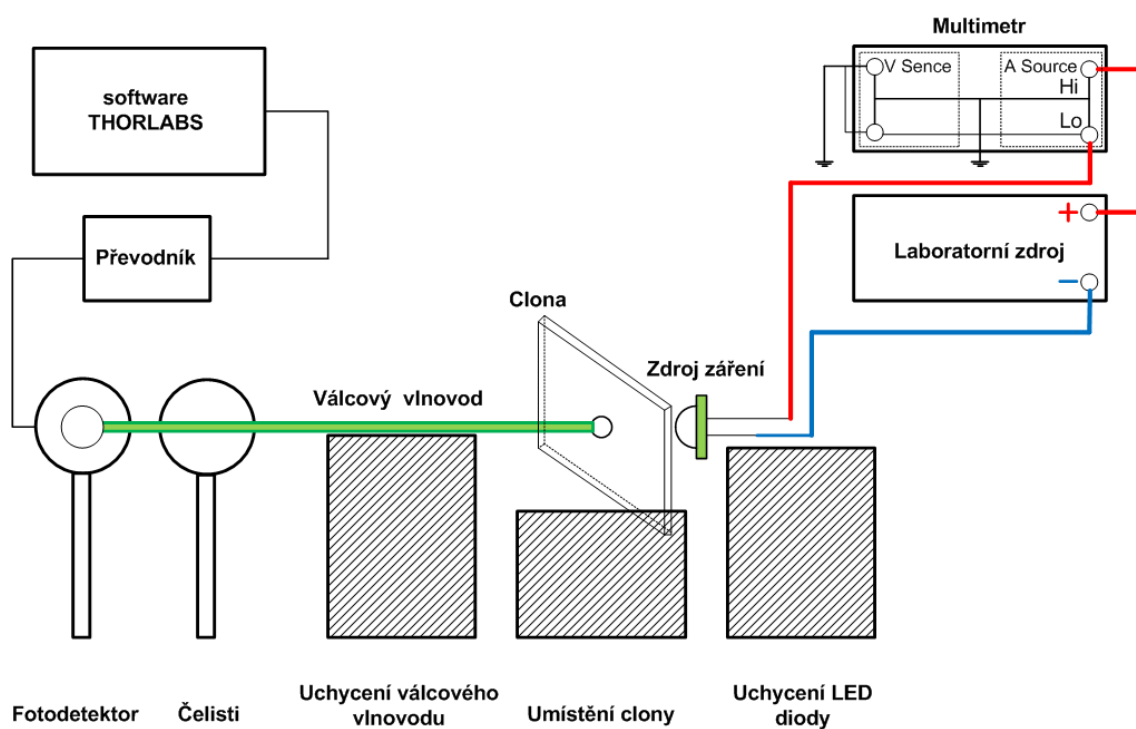 Multimetr
V Sence
A Source
Hi
Lo
software
THORLABS
Převodník
+
Laboratorní zdroj
−
Clona
Zdroj záření
Válcový vlnovod
Fotodetektor
Čelisti
Uchycení válcového
vlnovodu
Umístění clony
Uchycení LED
diody